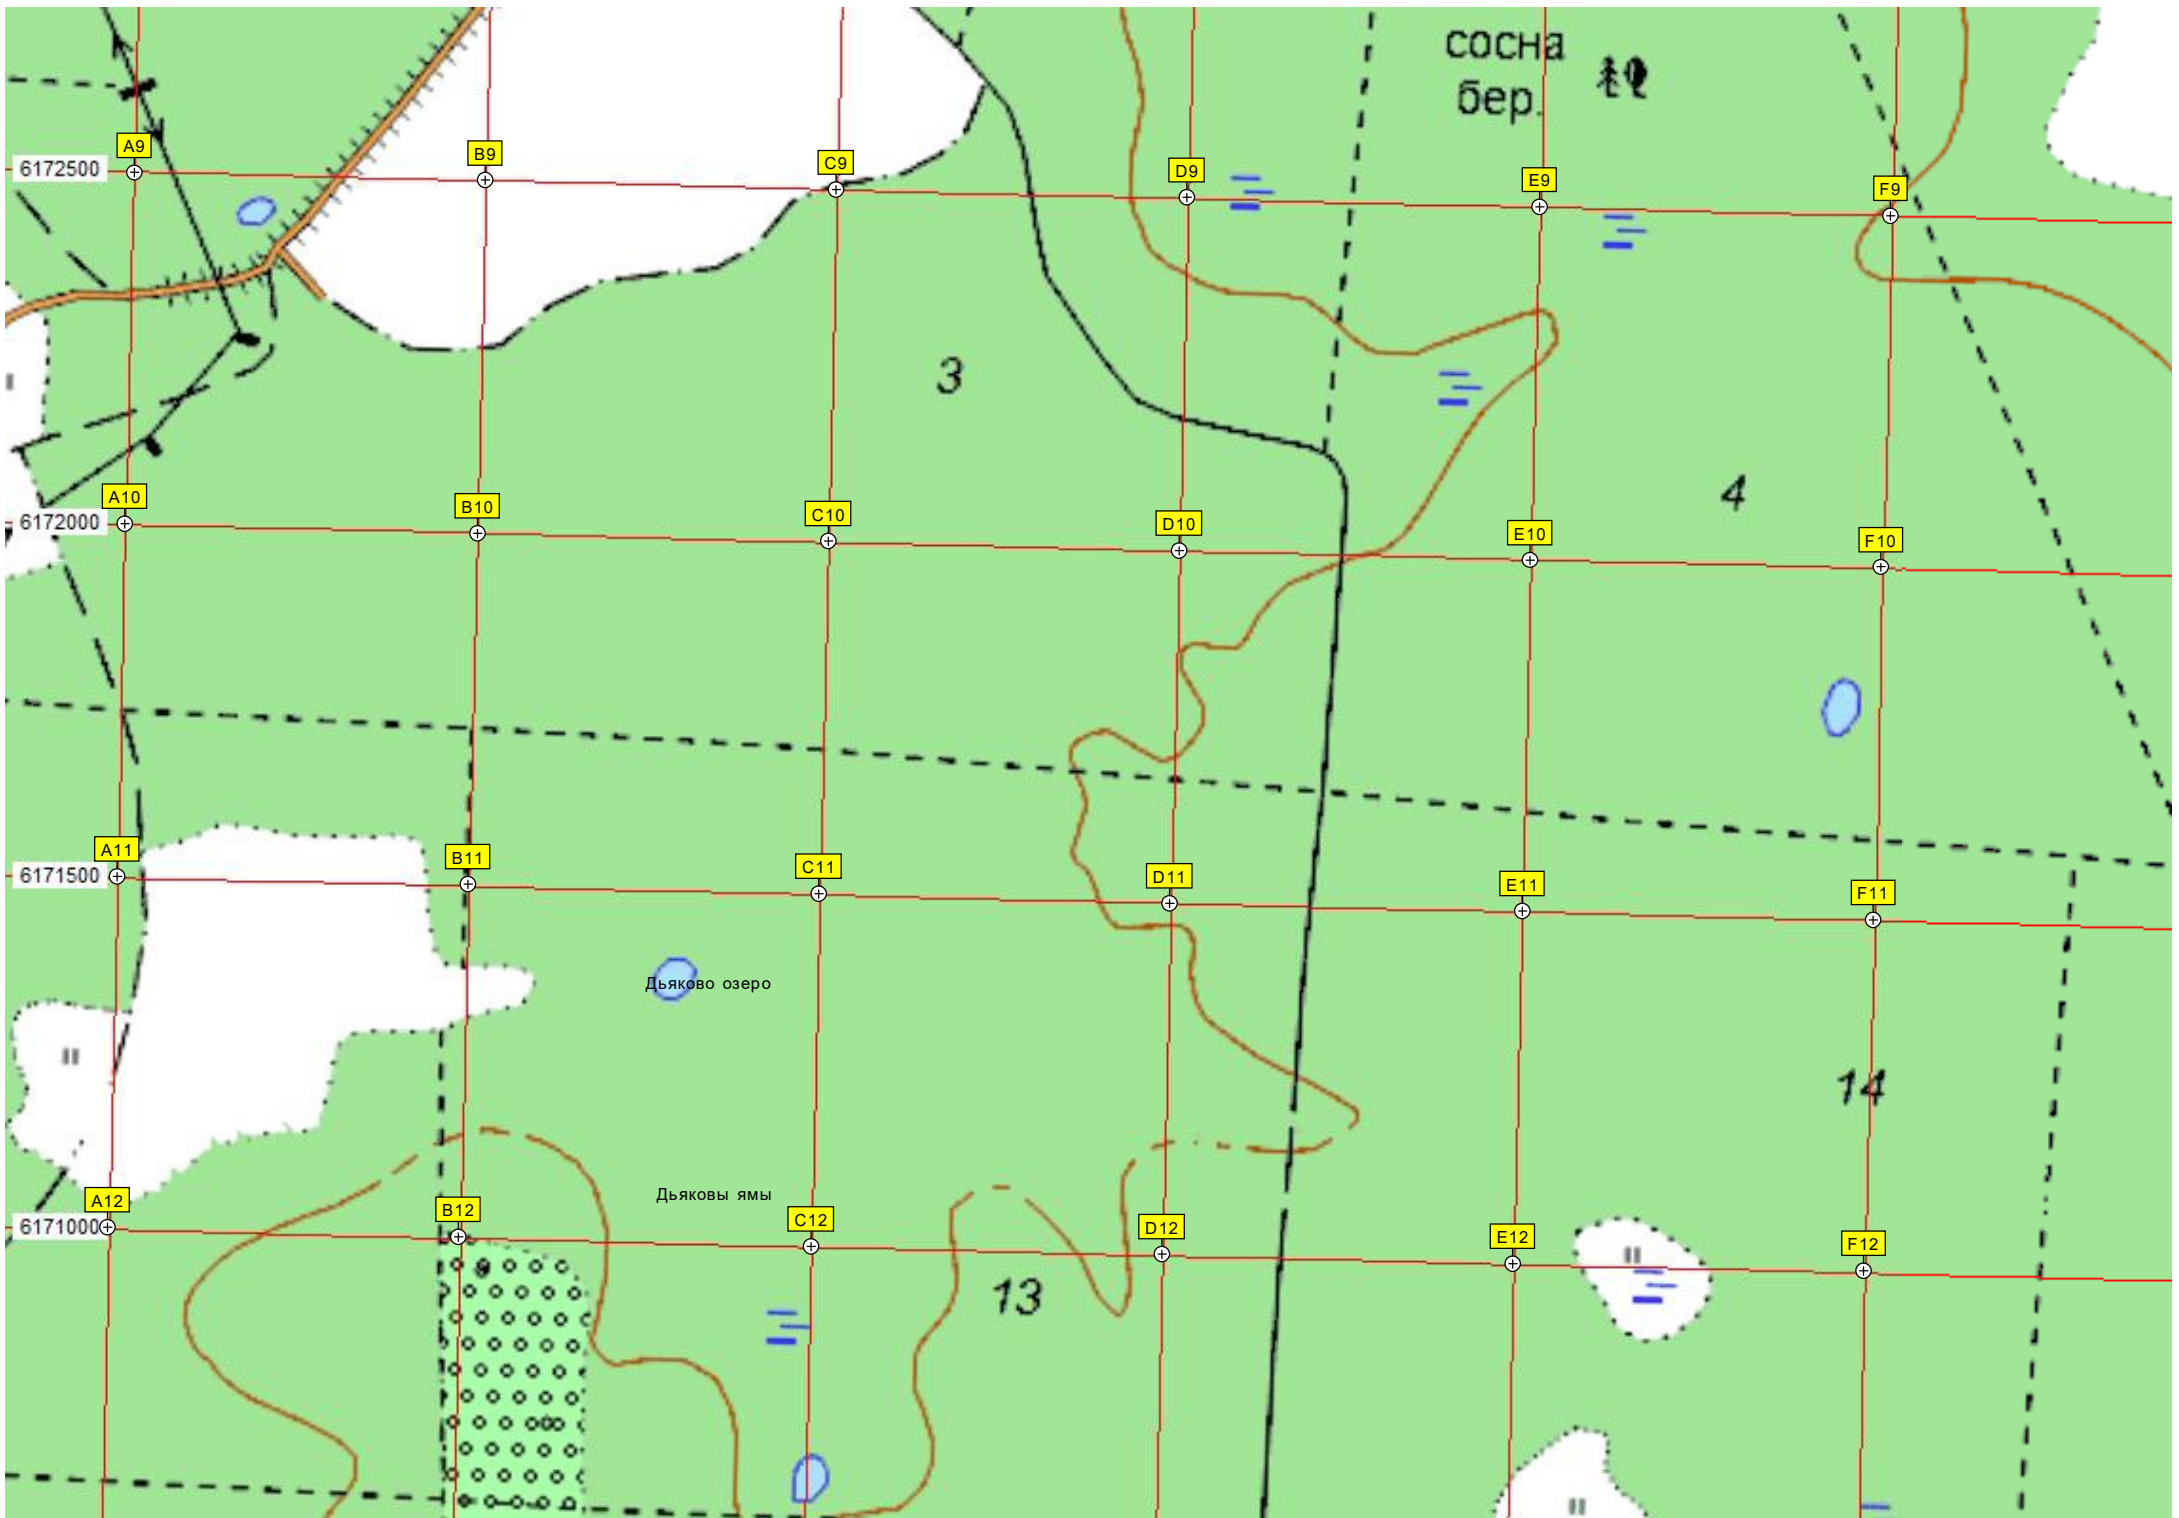 сосна
бер.
A9
B9
C9
D9
E9
F9
6172500
3
4
A10
B10
C10
D10
E10
F10
6172000
A11
B11
C11
D11
E11
F11
6171500
Дьяково озеро
14
Дьяковы ямы
A12
B12
C12
D12
E12
F12
6171000
13